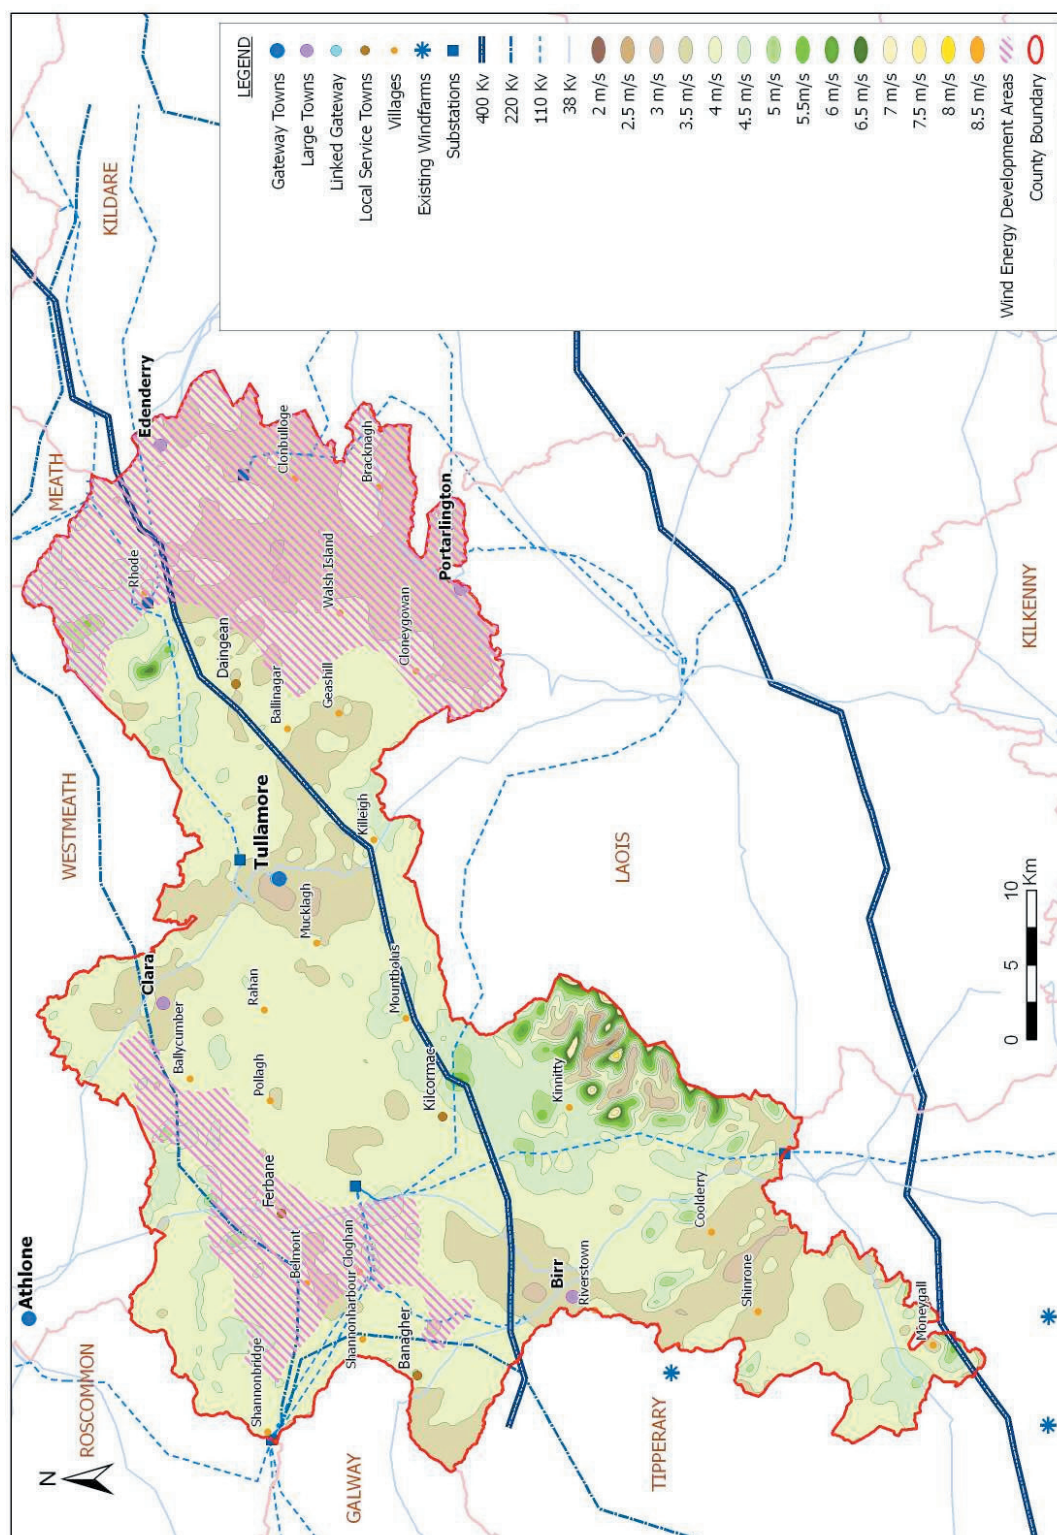 LEGEND
Gateway Towns
Large Towns
Linked Gateway
Local Service Towns
Villages
Existing Windfarms
Substations
400 Kv
220 Kv
110 Kv
38 Kv
2 m/s
2.5 m/s
3 m/s
3.5 m/s
4 m/s
4.5 m/s
5 m/s
5.5m/s
6 m/s
6.5 m/s
7 m/s
7.5 m/s
8 m/s
8.5 m/s
Wind Energy Development Areas
County Boundary
N
ROSCOMMON
Athlone
WESTMEATH
MEATH
KILDARE
Edenderry
Rhode
Clonbulloge
Bracknagh
Walsh Island
Portarlington
Cloneygowan
Daingean
Ballinagar
Geashill
Tullamore
Killeigh
Mucklagh
Clara
Ballycumber
Rahan
Pollagh
Mountbolus
Kilcormac
Ferbane
Belmont
Cloghan
Shannonbridge
Shannonharbour
Banagher
GALWAY
Birr
Riverstown
Kinnitty
Coolderry
Shinrone
Moneygall
TIPPERARY
LAOIS
KILKENNY
0
5
10
Km